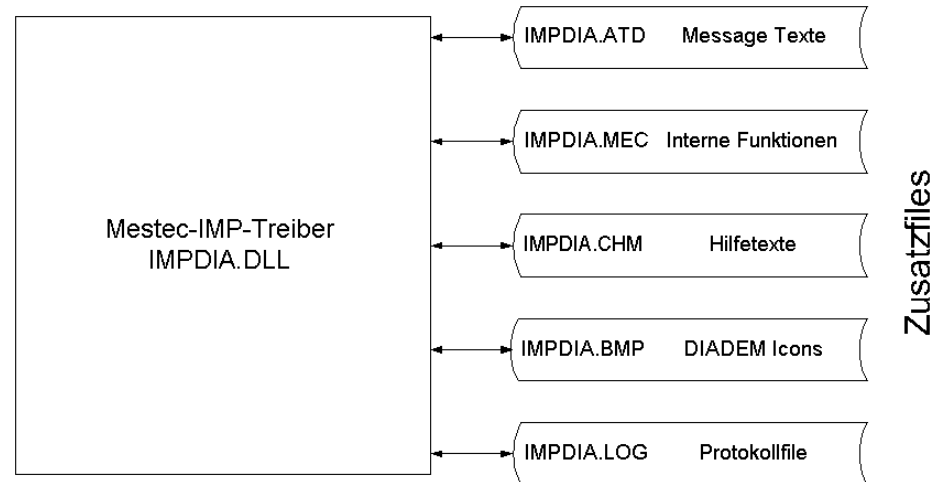 IMPDIA.ATD Message Texte
IMPDIA.MEC Interne Funktionen
Mestec-IMP-Treiber
IMPDIA.DLL
IMPDIA.CHM Hilfetexte
IMPDIA.BMP DIADEM Icons
IMPDIA.LOG Protokollfile
Zusatzfiles